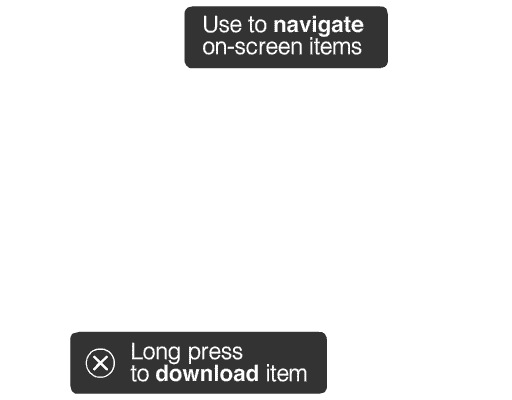 Use to navigate
on-screen items
Long press
to download item